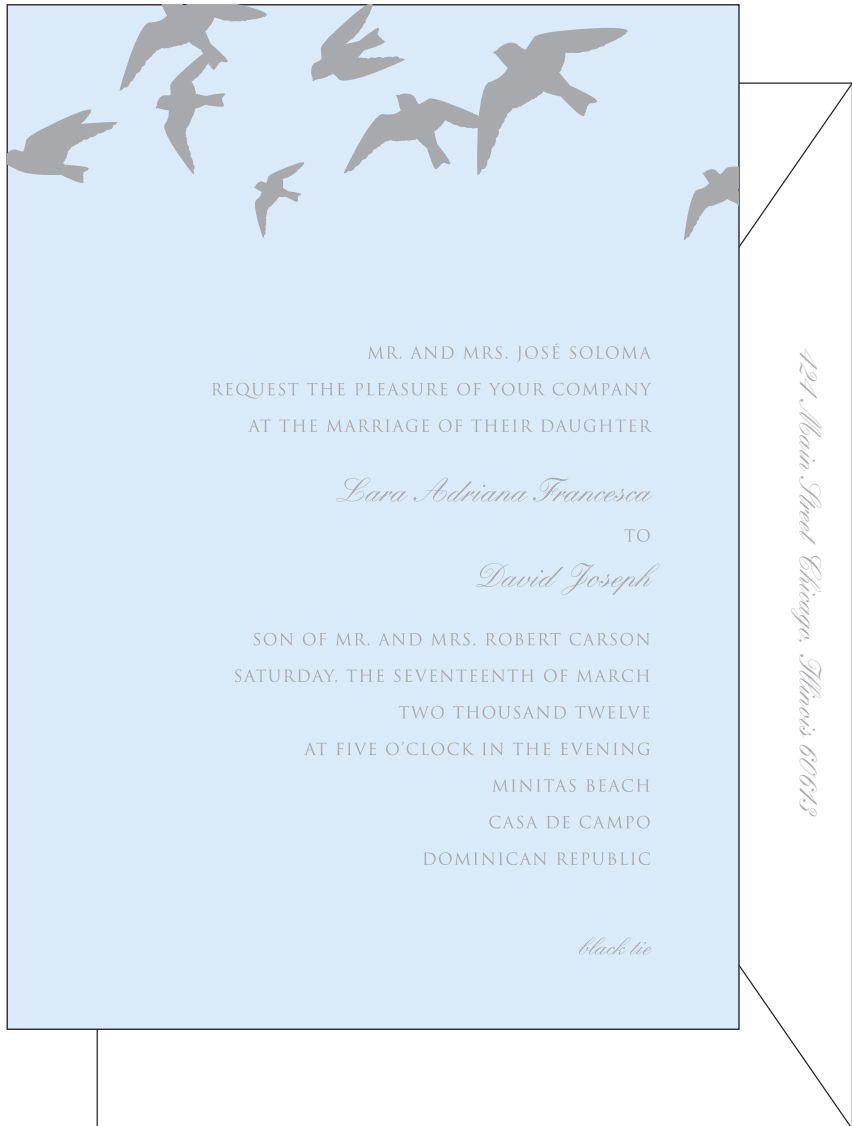 MR. AND MRS. JOSÉ SOLOMA
REQUEST THE PLEASURE OF YOUR COMPANY
AT THE MARRIAGE OF THEIR DAUGHTER
Lara Adriana Francesca
TO
David Joseph
SON OF MR. AND MRS. ROBERT CARSON
SATURDAY, THE SEVENTEENTH OF MARCH
TWO THOUSAND TWELVE
AT FIVE O'CLOCK IN THE EVENING
MINITAS BEACH
CASA DE CAMPO
DOMINICAN REPUBLIC
black tie
424 Main Street Chicago, Illinois 60613